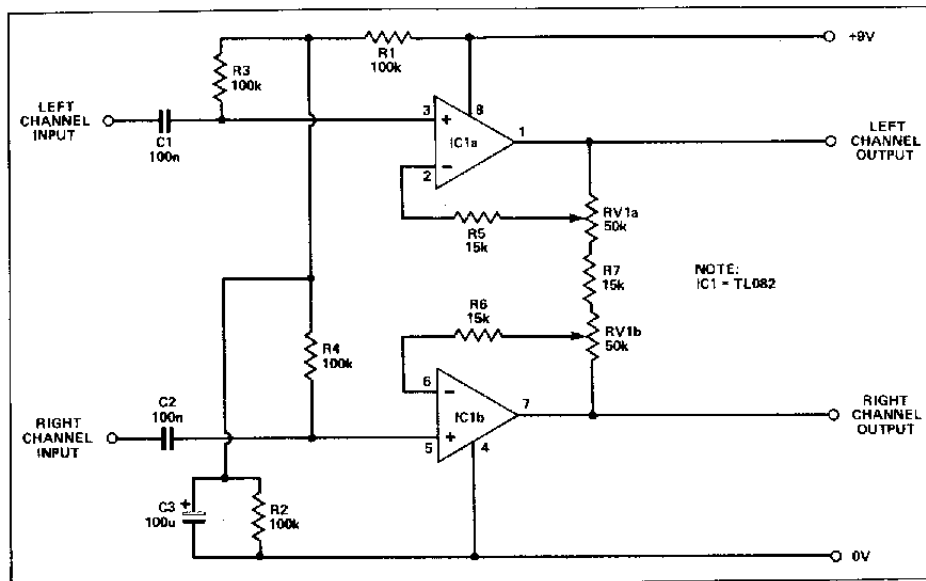 R1
100k
+9V
R3
100k
LEFT
CHANNEL
INPUT
C1
100n
3
+
8
IC1a
1
LEFT
CHANNEL
OUTPUT
2
−
R5
15k
RV1a
50k
R7
15k
NOTE:
IC1 = TL082
R6
15k
RV1b
50k
R4
100k
C2
100n
6
−
IC1b
7
RIGHT
CHANNEL
INPUT
5
+
4
RIGHT
CHANNEL
OUTPUT
+
C3
100u
R2
100k
0V